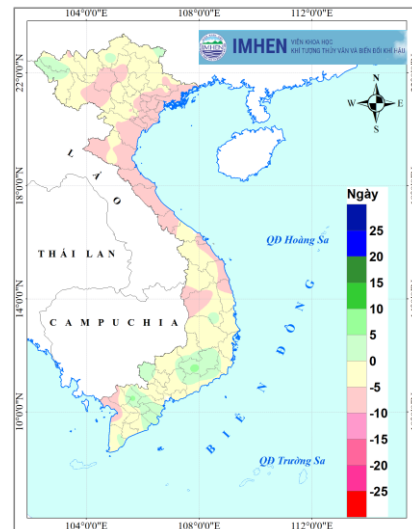 104°0'0"E 108°0'0"E 112°0'0"E
IMHEN VIỆN KHOA HỌC
KHÍ TƯỢNG THỦY VĂN VÀ BIẾN ĐỔI KHÍ HẬU
22°0'0"N
N
W E
S
LÀO
18°0'0"N
Ngày
QĐ Hoàng Sa
THÁI LAN
14°0'0"N
CAMPUCHIA
BIỂN ĐÔNG
10°0'0"N
QĐ Trường Sa
25
20
15
10
5
0
-5
-10
-15
-20
-25
104°0'0"E 108°0'0"E 112°0'0"E